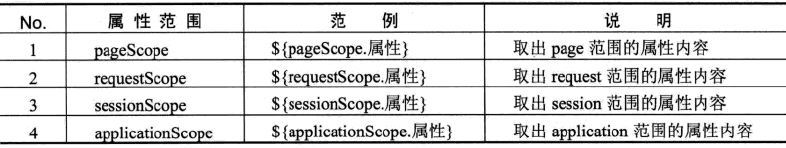 No. 属性范围 范例 说明
1 pageScope ${pageScope.属性} 取出 page 范围的属性内容
2 requestScope ${requestScope.属性} 取出 request 范围的属性内容
3 sessionScope ${sessionScope.属性} 取出 session 范围的属性内容
4 applicationScope ${applicationScope.属性} 取出 application 范围的属性内容